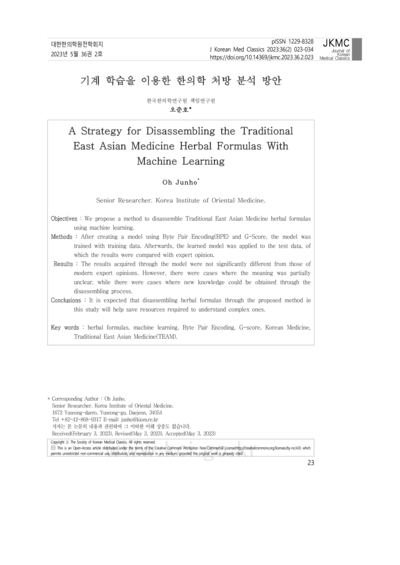 대한한의학원전학회지
2023년 5월 36권 2호
pISSN 1229-8328
J Korean Med Classics 2023;36(2) 023-034
https://doi.org/10.14369/jkmc.2023.36.2.023
JKMC
Journal of
Korean
Medical Classics
기계 학습을 이용한 한의학 처방 분석 방안
한국한의학연구원 책임연구원
오준호*
A Strategy for Disassembling the Traditional
East Asian Medicine Herbal Formulas With
Machine Learning
Oh Junho*
Senior Researcher, Korea Institute of Oriental Medicine.
Objectives : We propose a method to disassemble Traditional East Asian Medicine herbal formulas
using machine learning.
Methods : After creating a model using Byte Pair Encoding(BPE) and G-Score, the model was
trained with training data. Afterwards, the learned model was applied to the test data, of
which the results were compared with expert opinion.
Results : The results acquired through the model were not significantly different from those of
modern expert opinions. However, there were cases where the meaning was partially
unclear, while there were cases where new knowledge could be obtained through the
disassembling process.
Conclusions : It is expected that disassembling herbal formulas through the proposed method in
this study will help save resources required to understand complex ones.
Key words : herbal formulas, machine learning, Byte Pair Encoding, G-score, Korean Medicine,
Traditional East Asian Medicine(TEAM).
* Corresponding Author : Oh Junho.
Senior Researcher, Korea Institute of Oriental Medicine.
1672 Yuseong-daero, Yuseong-gu, Daejeon, 34054
Tel +82-42-868-9317 E-mail junho@kiom.re.kr
저자는 본 논문의 내용과 관련하여 그 어떠한 이해 상충도 없습니다.
Received(February 3, 2023), Revised(May 3, 2023), Accepted(May 3, 2023)
Copyright ⓒ The Society of Korean Medical Classics. All rights reserved.
This is an Open-Access article distributed under the terms of the Creative Commons Attribution Non-Commercial License(http://creativecommons.org/licenses/by-nc/4.0) which
permits unrestricted non-commercial use, distribution, and reproduction in any medium, provided the original work is properly cited.
23